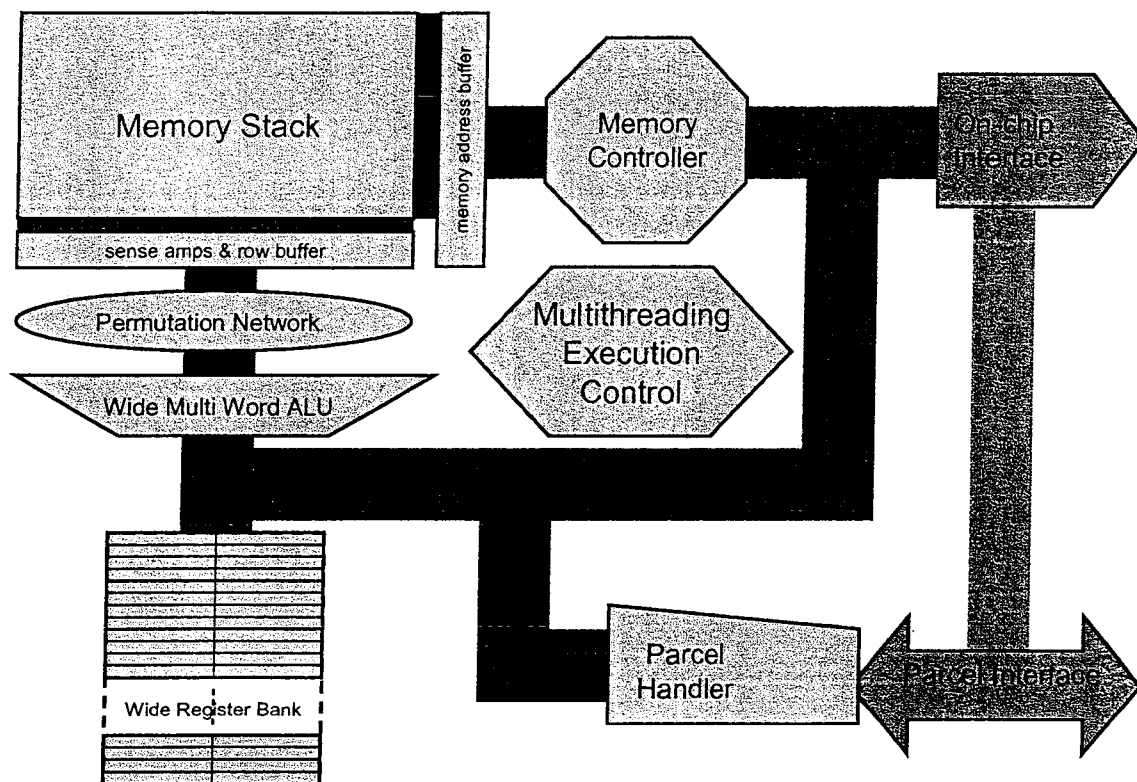 Memory Stack
memory address buffer
Memory
Controller
On-chip
Interface
sense amps & row buffer
Permutation Network
Multithreading
Execution
Control
Wide Multi Word ALU
Parcel
Handler
Parcel Interface
Wide Register Bank